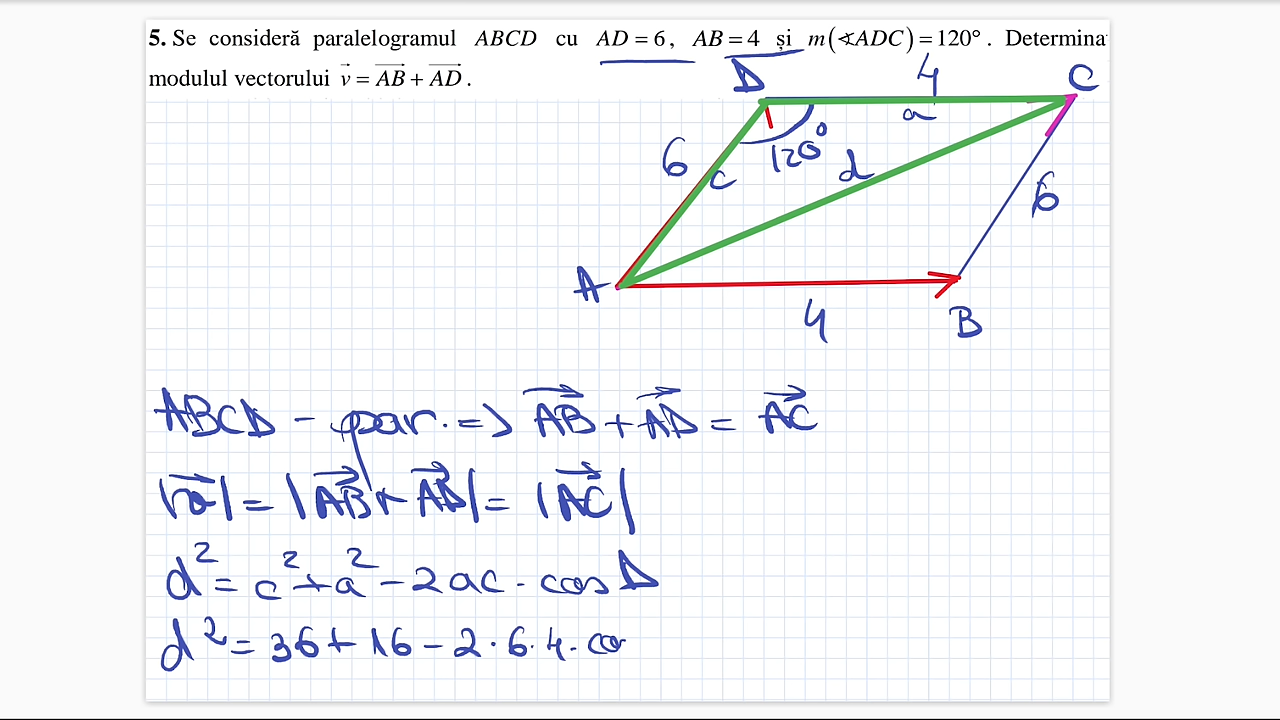 5. Se consideră paralelogramul ABCD cu AD = 6, AB = 4 și m(∢ADC) = 120°. Determina
modulul vectorului v⃗ = AB⃗ + AD⃗.
D 4 C
a
6 c 120° d 6
A 4 B
ABCD - par. => AB⃗ + AD⃗ = AC⃗
|v⃗| = |AB⃗ + AD⃗| = |AC⃗|
d² = c² + a² - 2ac · cos D
d² = 36 + 16 - 2 · 6 · 4 · co